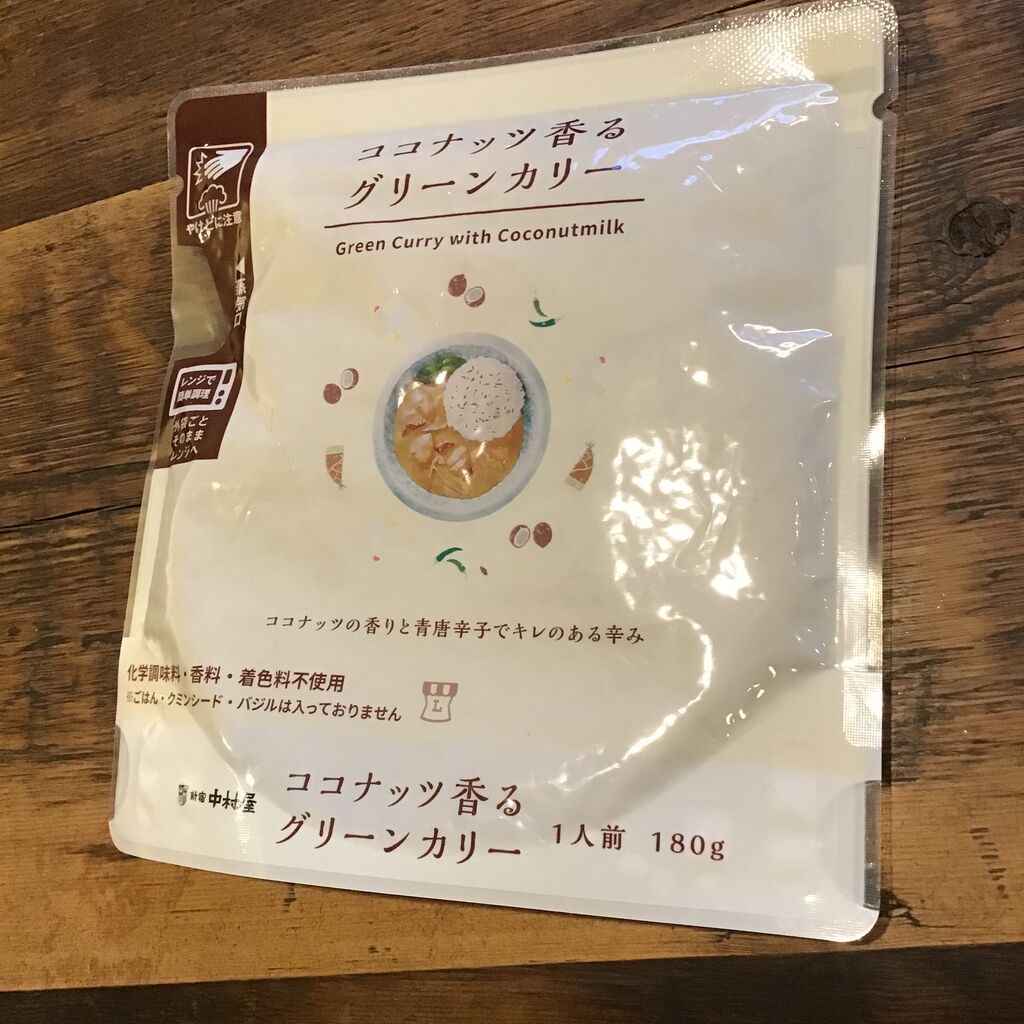 ココナッツ香る
グリーンカリー
Green Curry with Coconutmilk
やけどに注意
レンジで
簡単調理
外袋ごと
そのまま
レンジへ
ココナッツの香りと青唐辛子でキレのある辛み
化学調味料・香料・着色料不使用
※ごはん・クミンシード・バジルは入っておりません
L
新宿 中村屋
ココナッツ香る
グリーンカリー 1人前 180g